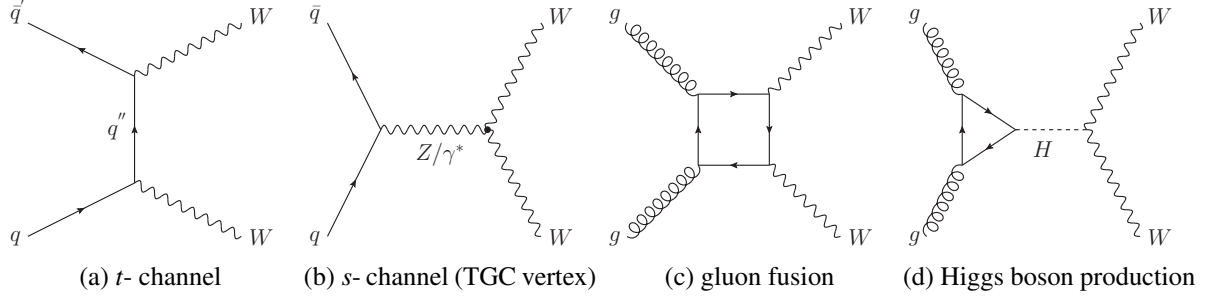 q̄′ W q̄ W g W g W
q″ Z/γ* H
q W q W g W g W
(a) t- channel (b) s- channel (TGC vertex) (c) gluon fusion (d) Higgs boson production